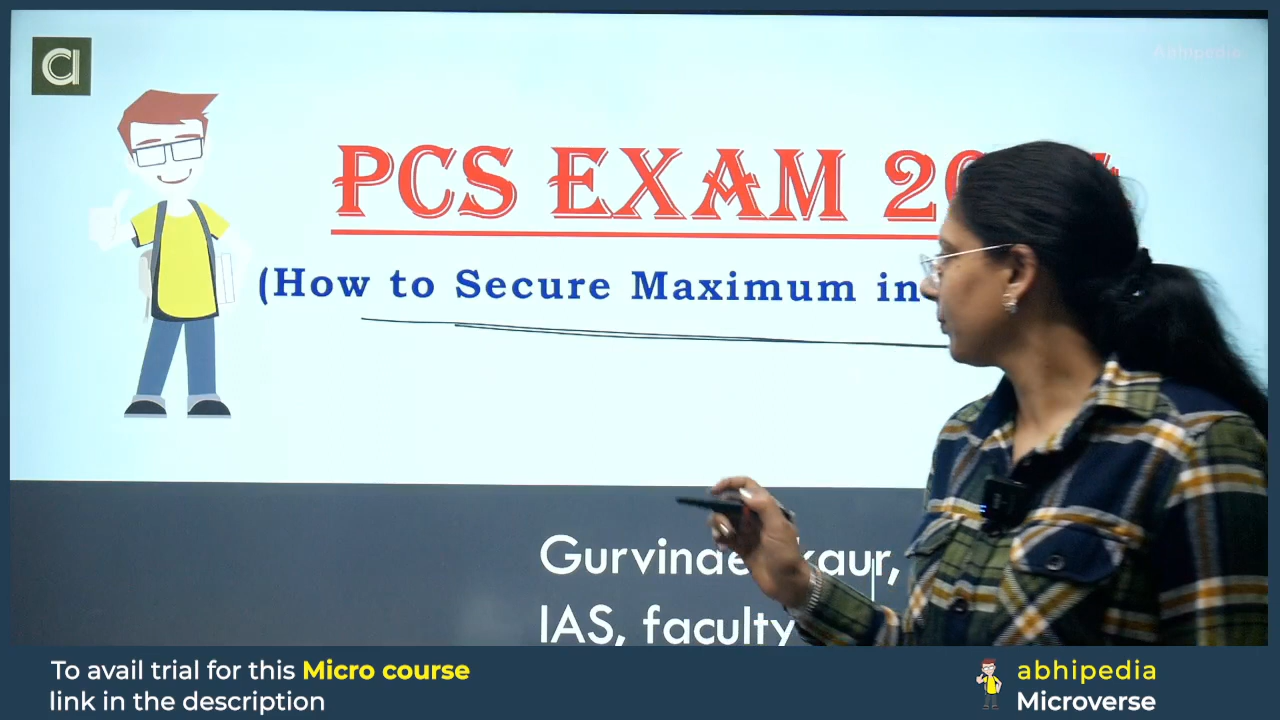 Abhipedia
PCS EXAM
(How to Secure Maximum in
kaur,
IAS, faculty
To avail trial for this Micro course
link in the description
abhipedia
Microverse